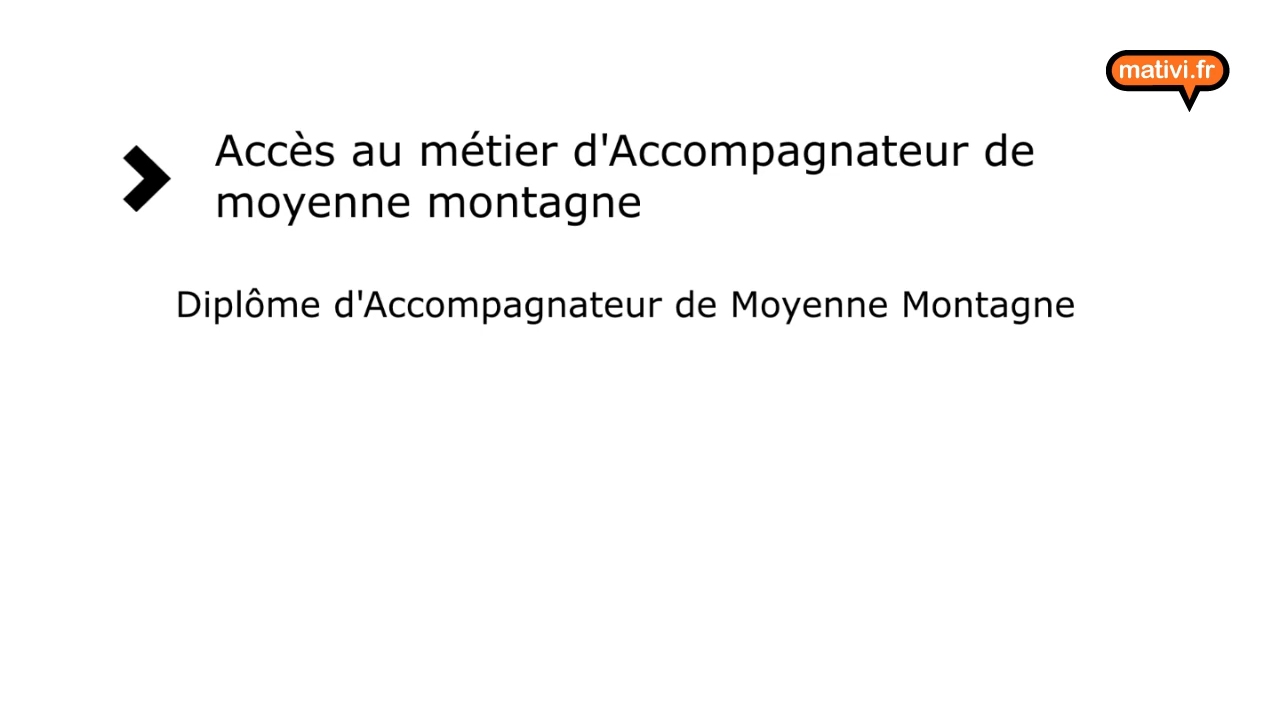 mativi.fr
Accès au métier d'Accompagnateur de
moyenne montagne
Diplôme d'Accompagnateur de Moyenne Montagne